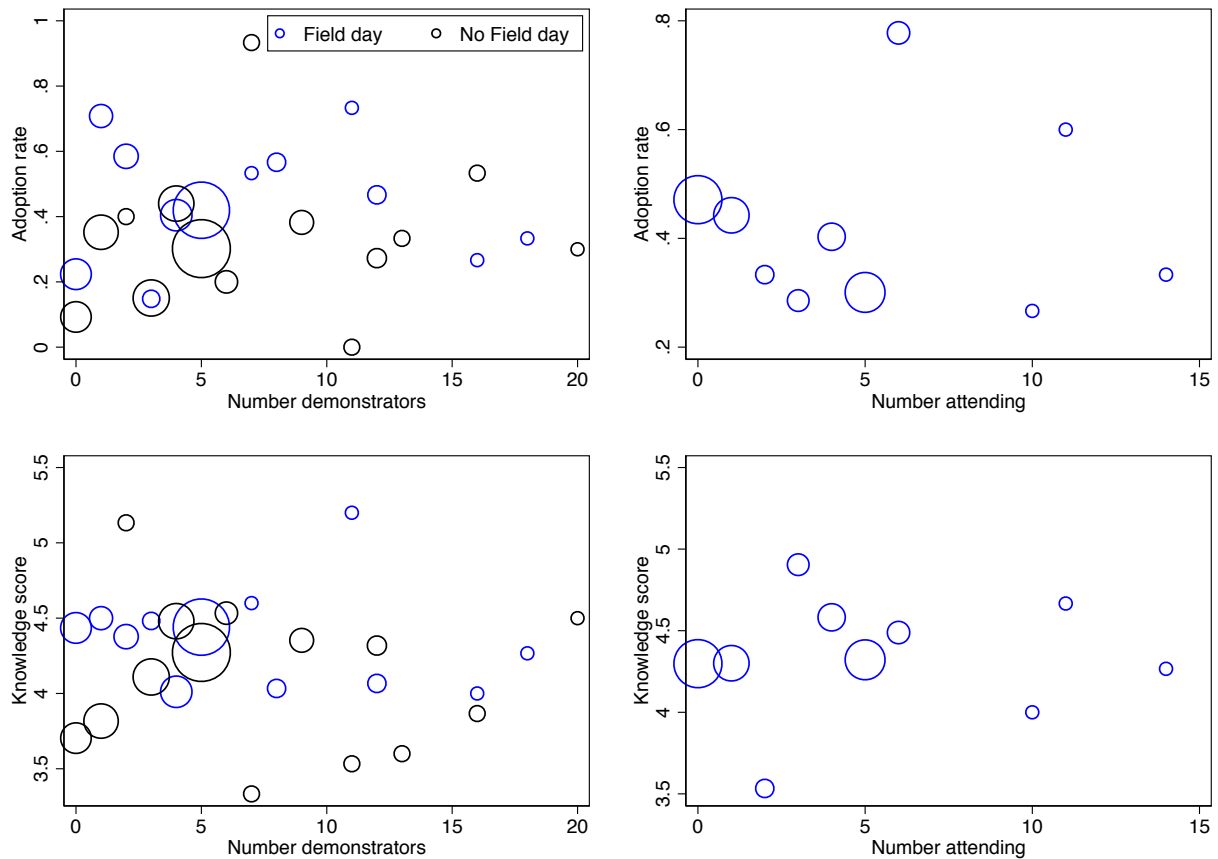 Field day No Field day
Adoption rate
0 .2 .4 .6 .8 1
0 5 10 15 20
Number demonstrators
Adoption rate
.2 .4 .6 .8
0 5 10 15
Number attending
Knowledge score
3.5 4 4.5 5 5.5
0 5 10 15 20
Number demonstrators
Knowledge score
3.5 4 4.5 5 5.5
0 5 10 15
Number attending